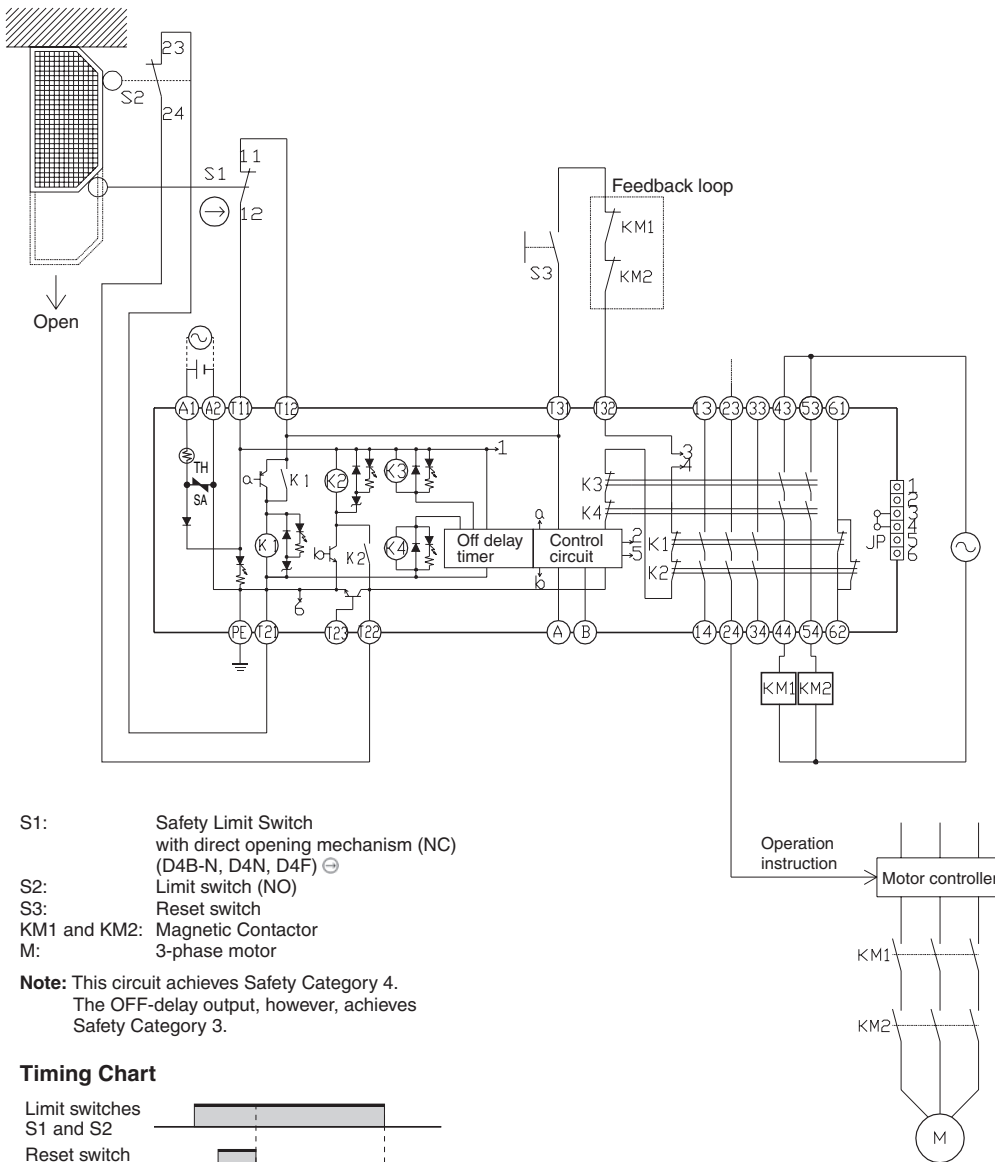 23
S2
24
11
S1
12
Open
Feedback loop
KM1
S3
KM2
A1 A2 T11 T12 T31 T32 13 23 33 43 53 61
TH
SA
a
K1
K2
K3
1
3
4
K3
K4
a
K1
b
K2
K4
Off delay
timer
Control
circuit
2
5
K1
K2
b
6
1
2
3
4
5
6
JP
PE T21 T23 T22 A B 14 24 34 44 54 62
KM1 KM2
S1: Safety Limit Switch
with direct opening mechanism (NC)
(D4B-N, D4N, D4F)
S2: Limit switch (NO)
S3: Reset switch
KM1 and KM2: Magnetic Contactor
M: 3-phase motor
Note: This circuit achieves Safety Category 4.
The OFF-delay output, however, achieves
Safety Category 3.
Operation
instruction
Motor controller
KM1
KM2
M
Timing Chart
Limit switches
S1 and S2
Reset switch